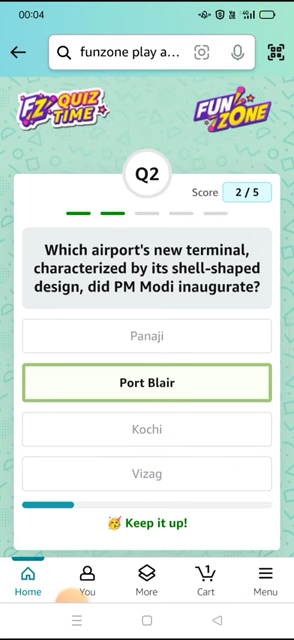 00:04
funzone play a...
FZ QUIZ
TIME
FUN
ZONE
Q2
Score 2 / 5
Which airport's new terminal,
characterized by its shell-shaped
design, did PM Modi inaugurate?
Panaji
Port Blair
Kochi
Vizag
🥳 Keep it up!
1
Home You More Cart Menu